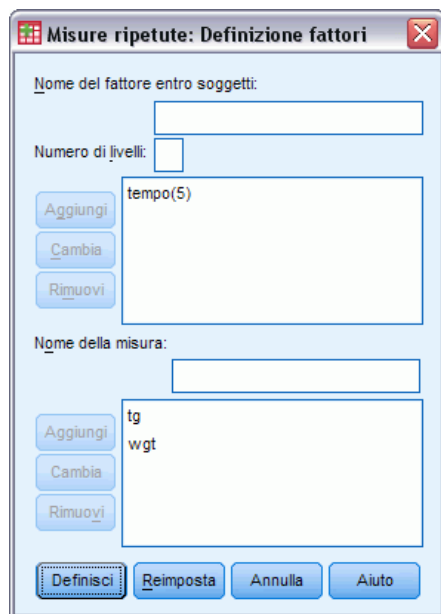 Misure ripetute: Definizione fattori
Nome del fattore entro soggetti:
Numero di livelli:
Aggiungi
Cambia
Rimuovi
tempo(5)
Nome della misura:
Aggiungi
Cambia
Rimuovi
tg
wgt
Definisci Reimposta Annulla Aiuto